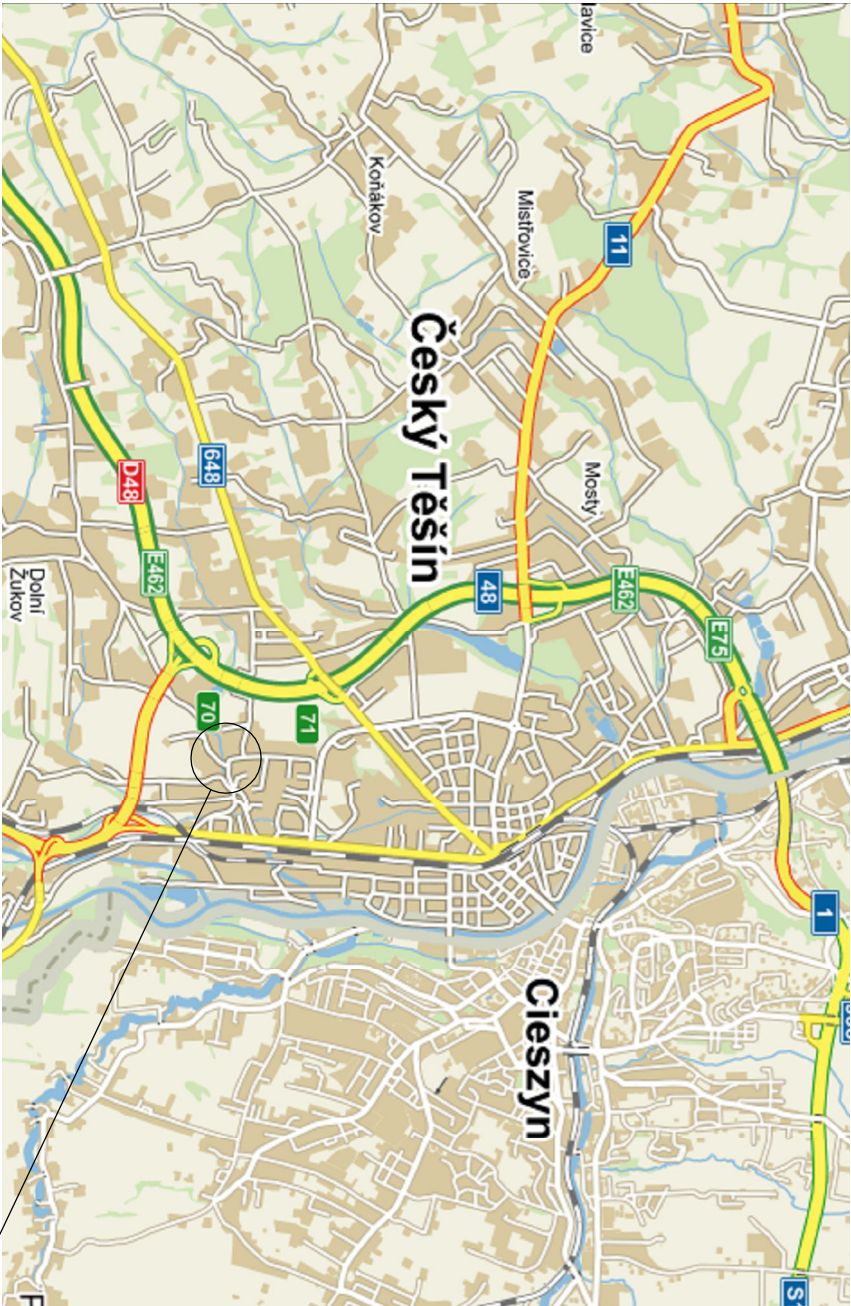 11
Mistřovice
Koňákov
Český Těšín
648
D48
Mosty
E462
48
E462
E75
Dolní
Žukov
70
71
1
Cieszyn
S